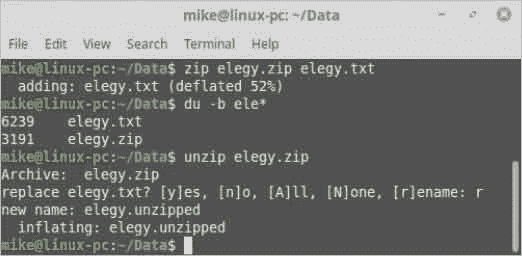 mike@linux-pc: ~/Data
File Edit View Search Terminal Help
mike@linux-pc:~/Data$ zip elegy.zip elegy.txt
  adding: elegy.txt (deflated 52%)
mike@linux-pc:~/Data$ du -b ele*
6239    elegy.txt
3191    elegy.zip
mike@linux-pc:~/Data$ unzip elegy.zip
Archive:  elegy.zip
replace elegy.txt? [y]es, [n]o, [A]ll, [N]one, [r]ename: r
new name: elegy.unzipped
  inflating: elegy.unzipped
mike@linux-pc:~/Data$